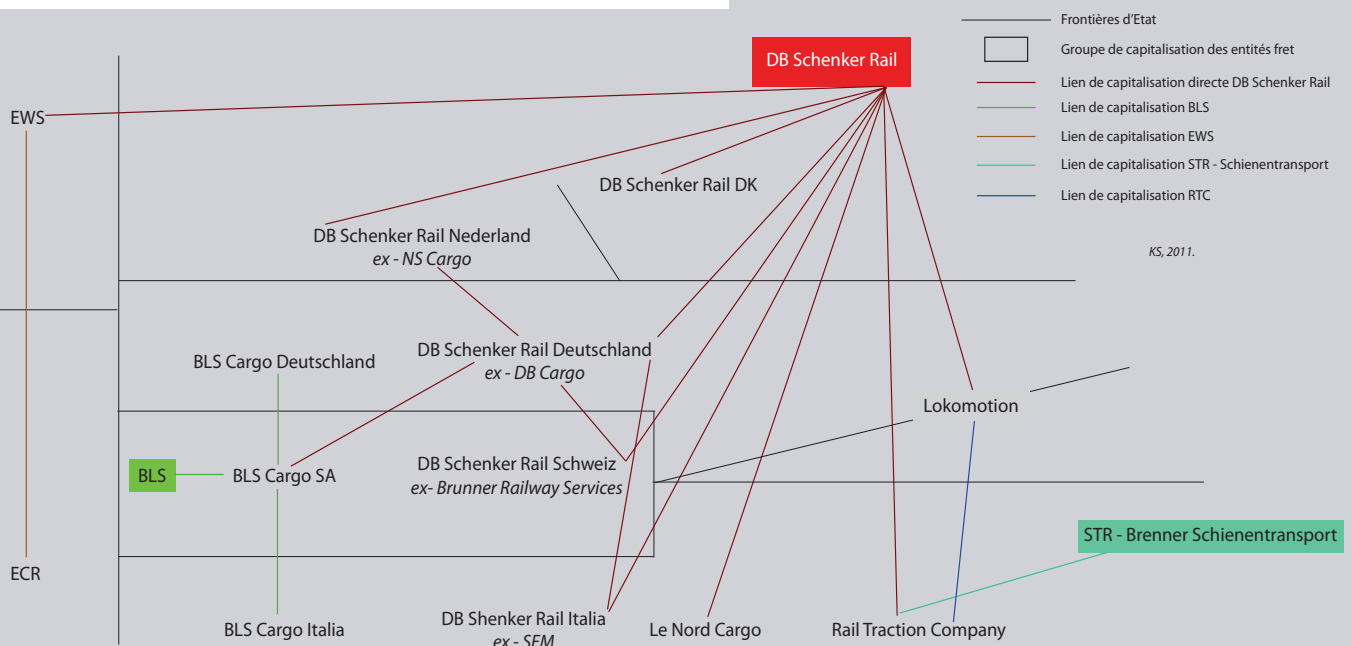 Frontières d'Etat
Groupe de capitalisation des entités fret
Lien de capitalisation directe DB Schenker Rail
Lien de capitalisation BLS
Lien de capitalisation EWS
Lien de capitalisation STR - Schienentransport
Lien de capitalisation RTC
KS, 2011.
DB Schenker Rail
EWS
DB Schenker Rail DK
DB Schenker Rail Nederland
ex - NS Cargo
BLS Cargo Deutschland
DB Schenker Rail Deutschland
ex - DB Cargo
Lokomotion
BLS
BLS Cargo SA
DB Schenker Rail Schweiz
ex- Brunner Railway Services
STR - Brenner Schienentransport
ECR
BLS Cargo Italia
DB Shenker Rail Italia
ex - SFM
Le Nord Cargo
Rail Traction Company